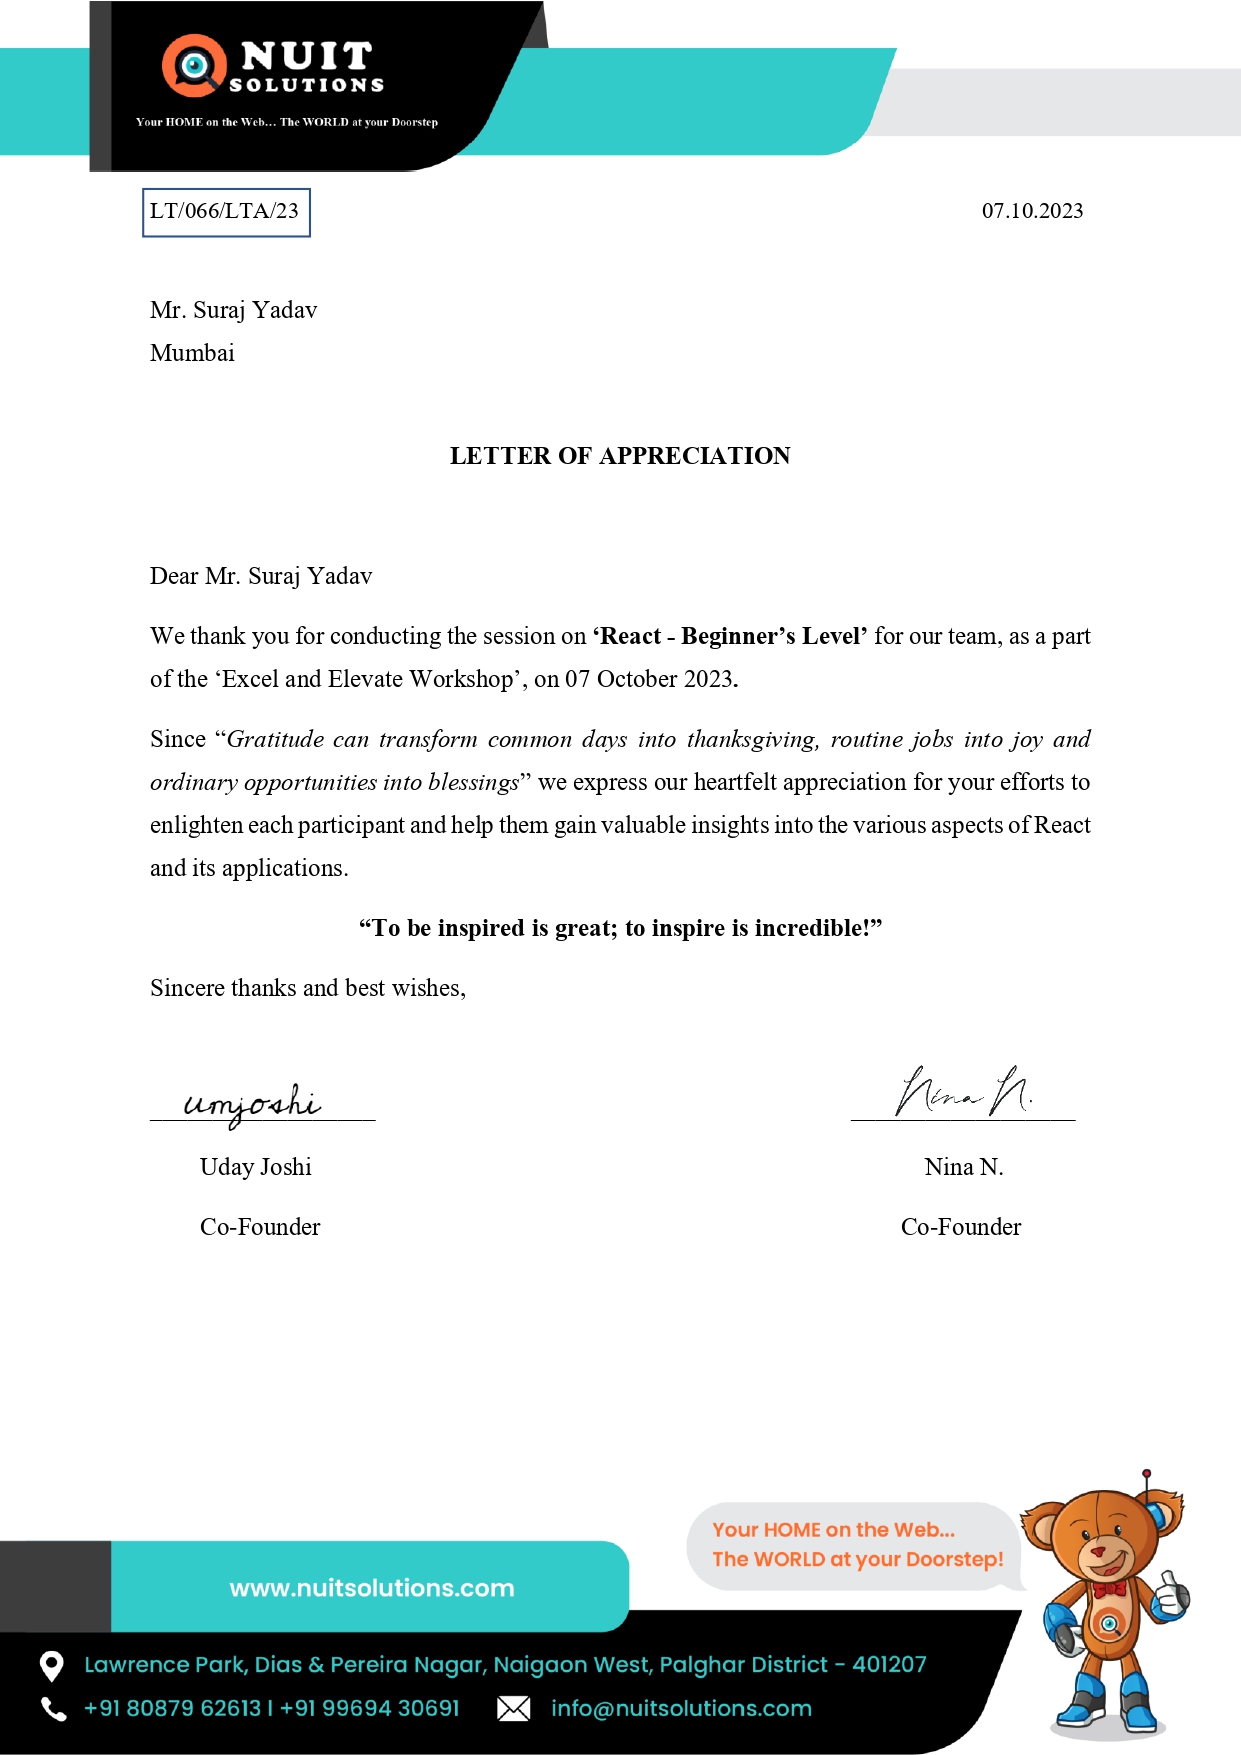 NUIT
SOLUTIONS
Your HOME on the Web... The WORLD at your Doorstep
LT/066/LTA/23
07.10.2023
Mr. Suraj Yadav
Mumbai
LETTER OF APPRECIATION
Dear Mr. Suraj Yadav
We thank you for conducting the session on ‘React - Beginner’s Level’ for our team, as a part
of the ‘Excel and Elevate Workshop’, on 07 October 2023.
Since “Gratitude can transform common days into thanksgiving, routine jobs into joy and
ordinary opportunities into blessings” we express our heartfelt appreciation for your efforts to
enlighten each participant and help them gain valuable insights into the various aspects of React
and its applications.
“To be inspired is great; to inspire is incredible!”
Sincere thanks and best wishes,
umjoshi
Nina N.
Uday Joshi
Nina N.
Co-Founder
Co-Founder
Your HOME on the Web...
The WORLD at your Doorstep!
www.nuitsolutions.com
Lawrence Park, Dias & Pereira Nagar, Naigaon West, Palghar District - 401207
+91 80879 62613 | +91 99694 30691
info@nuitsolutions.com